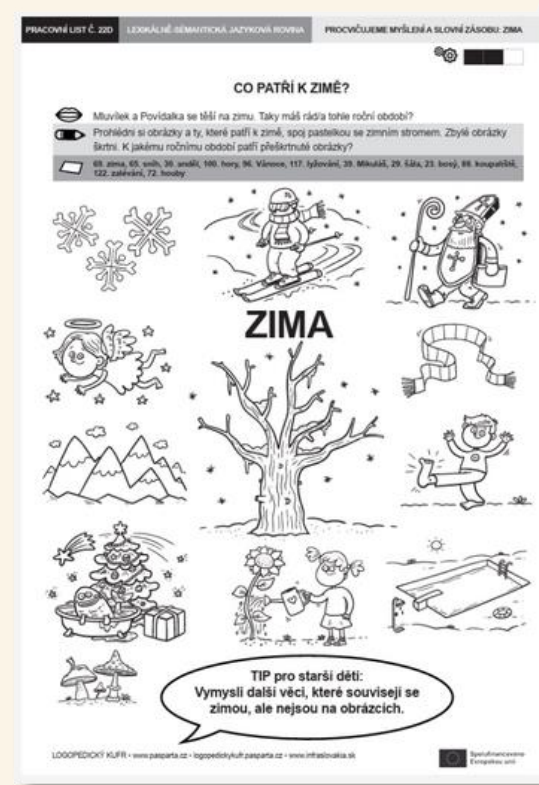 PRACOVNÍ LIST Č. 22D
LEXIKÁLNĚ-SÉMANTICKÁ JAZYKOVÁ ROVINA
PROCVIČUJEME MYŠLENÍ A SLOVNÍ ZÁSOBU: ZIMA
CO PATŘÍ K ZIMĚ?
Mluvílek a Povídalka se těší na zimu. Taky máš rád/a tohle roční období?
Prohlédni si obrázky a ty, které patří k zimě, spoj pastelkou se zimním stromem. Zbylé obrázky
škrtni. K jakému ročnímu období patří přeškrtnuté obrázky?
69. zima, 65. sníh, 30. anděl, 100. hory, 96. Vánoce, 117. lyžování, 39. Mikuláš, 29. šála, 23. bosý, 88. koupaliště,
122. zalévání, 72. houby
ZIMA
TIP pro starší děti:
Vymysli další věci, které souvisejí se
zimou, ale nejsou na obrázcích.
LOGOPEDICKÝ KUFR • www.pasparta.cz • logopedickykufr.pasparta.cz • www.infraslovakia.sk
Spolufinancováno
Evropskou unií